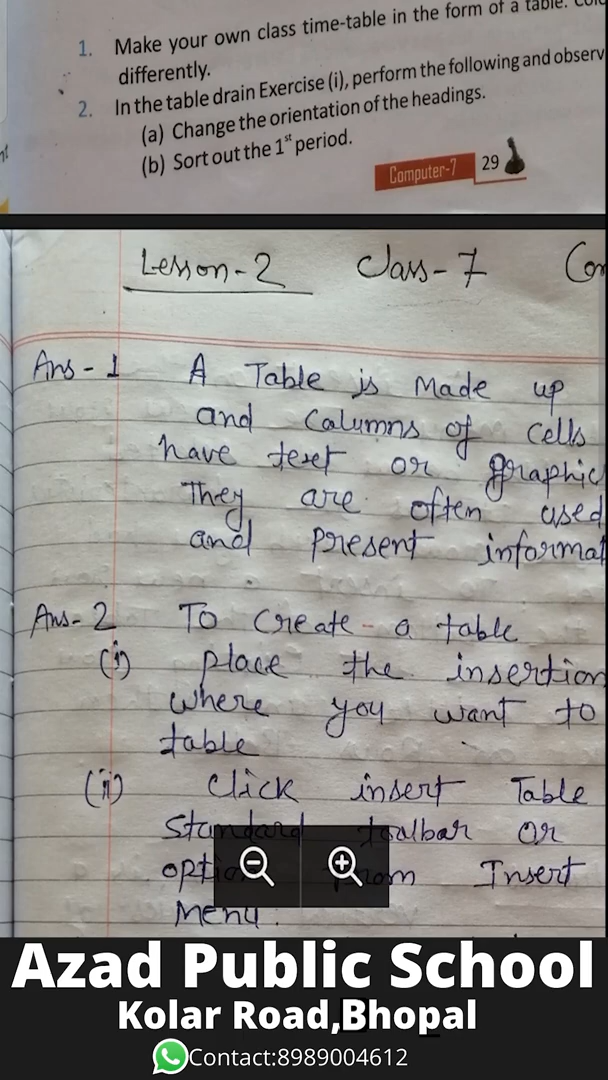 1. Make your own class time-table in the form of a table.
differently.
2. In the table drain Exercise (i), perform the following and observ
(a) Change the orientation of the headings.
(b) Sort out the 1st period.
Computer-7 29
Lesson-2 Class-7
Ans-1 A Table is Made up
and Columns of Cells
have text or graphic
They are often used
and present informat
Ans-2 To create a table
(i) place the insertion
where you want to
table
(ii) Click insert Table
Standard toolbar or
option from Insert
Menu.
Azad Public School
Kolar Road,Bhopal
Contact:8989004612